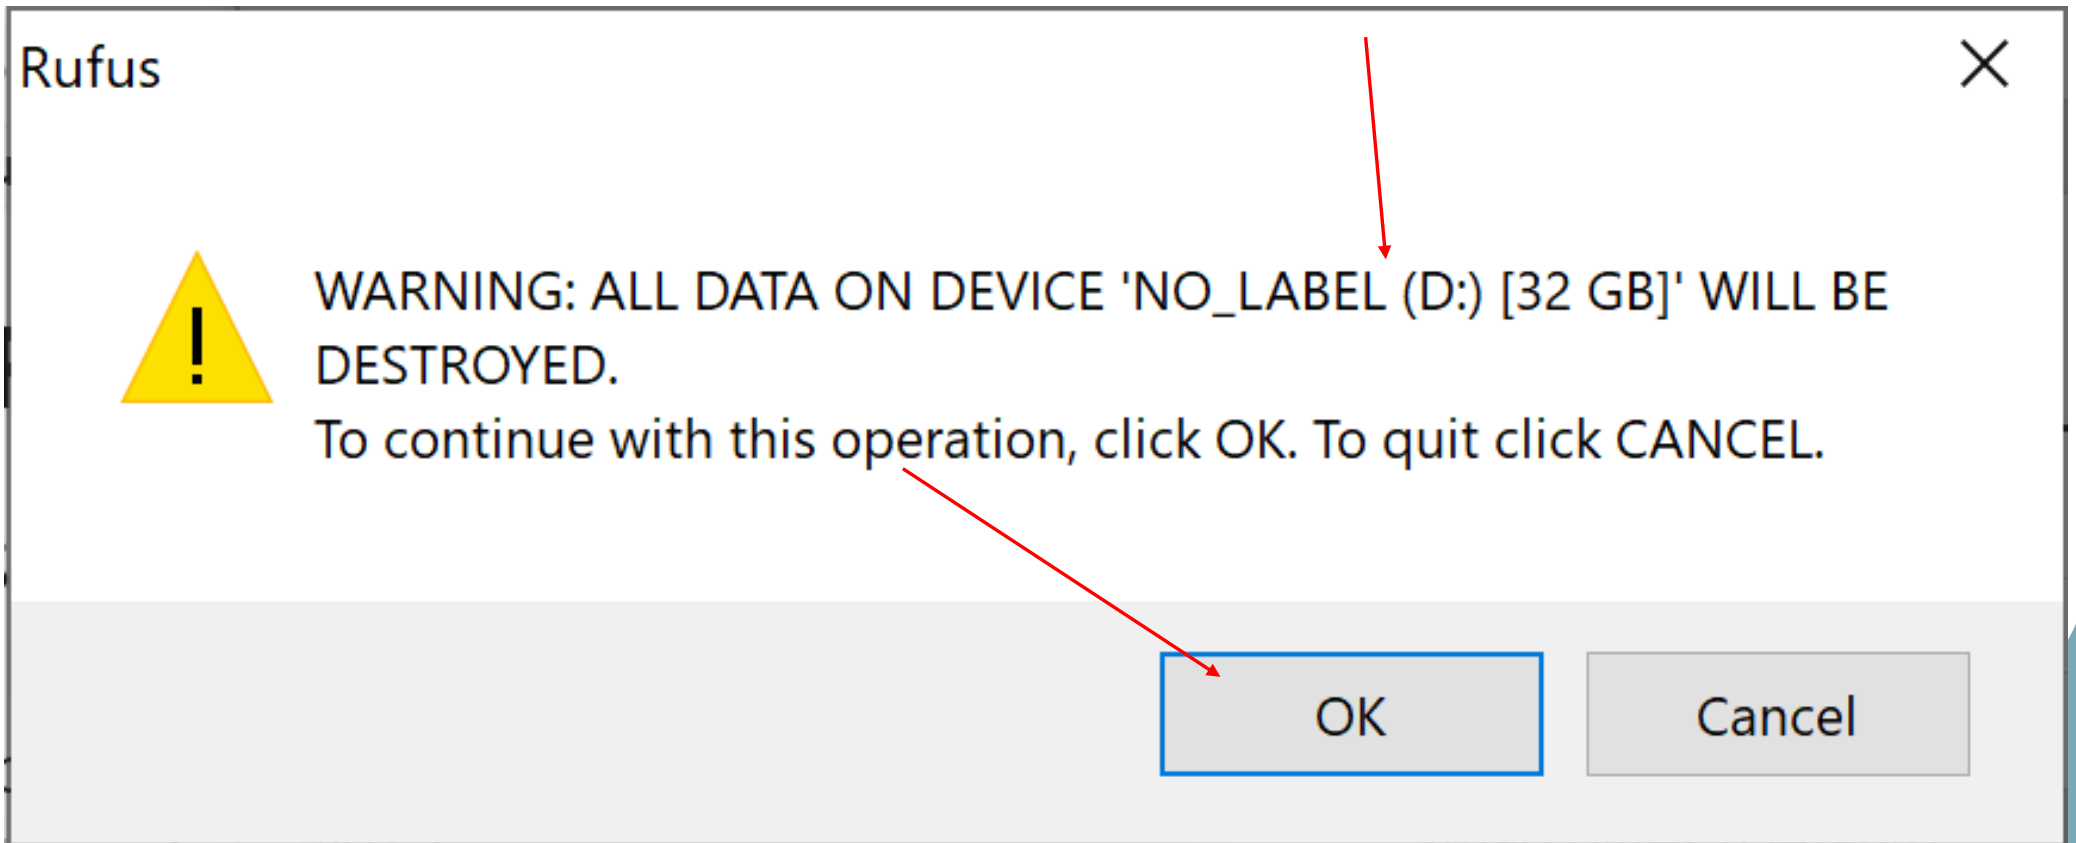 Rufus
WARNING: ALL DATA ON DEVICE 'NO_LABEL (D:) [32 GB]' WILL BE
DESTROYED.
To continue with this operation, click OK. To quit click CANCEL.
OK
Cancel